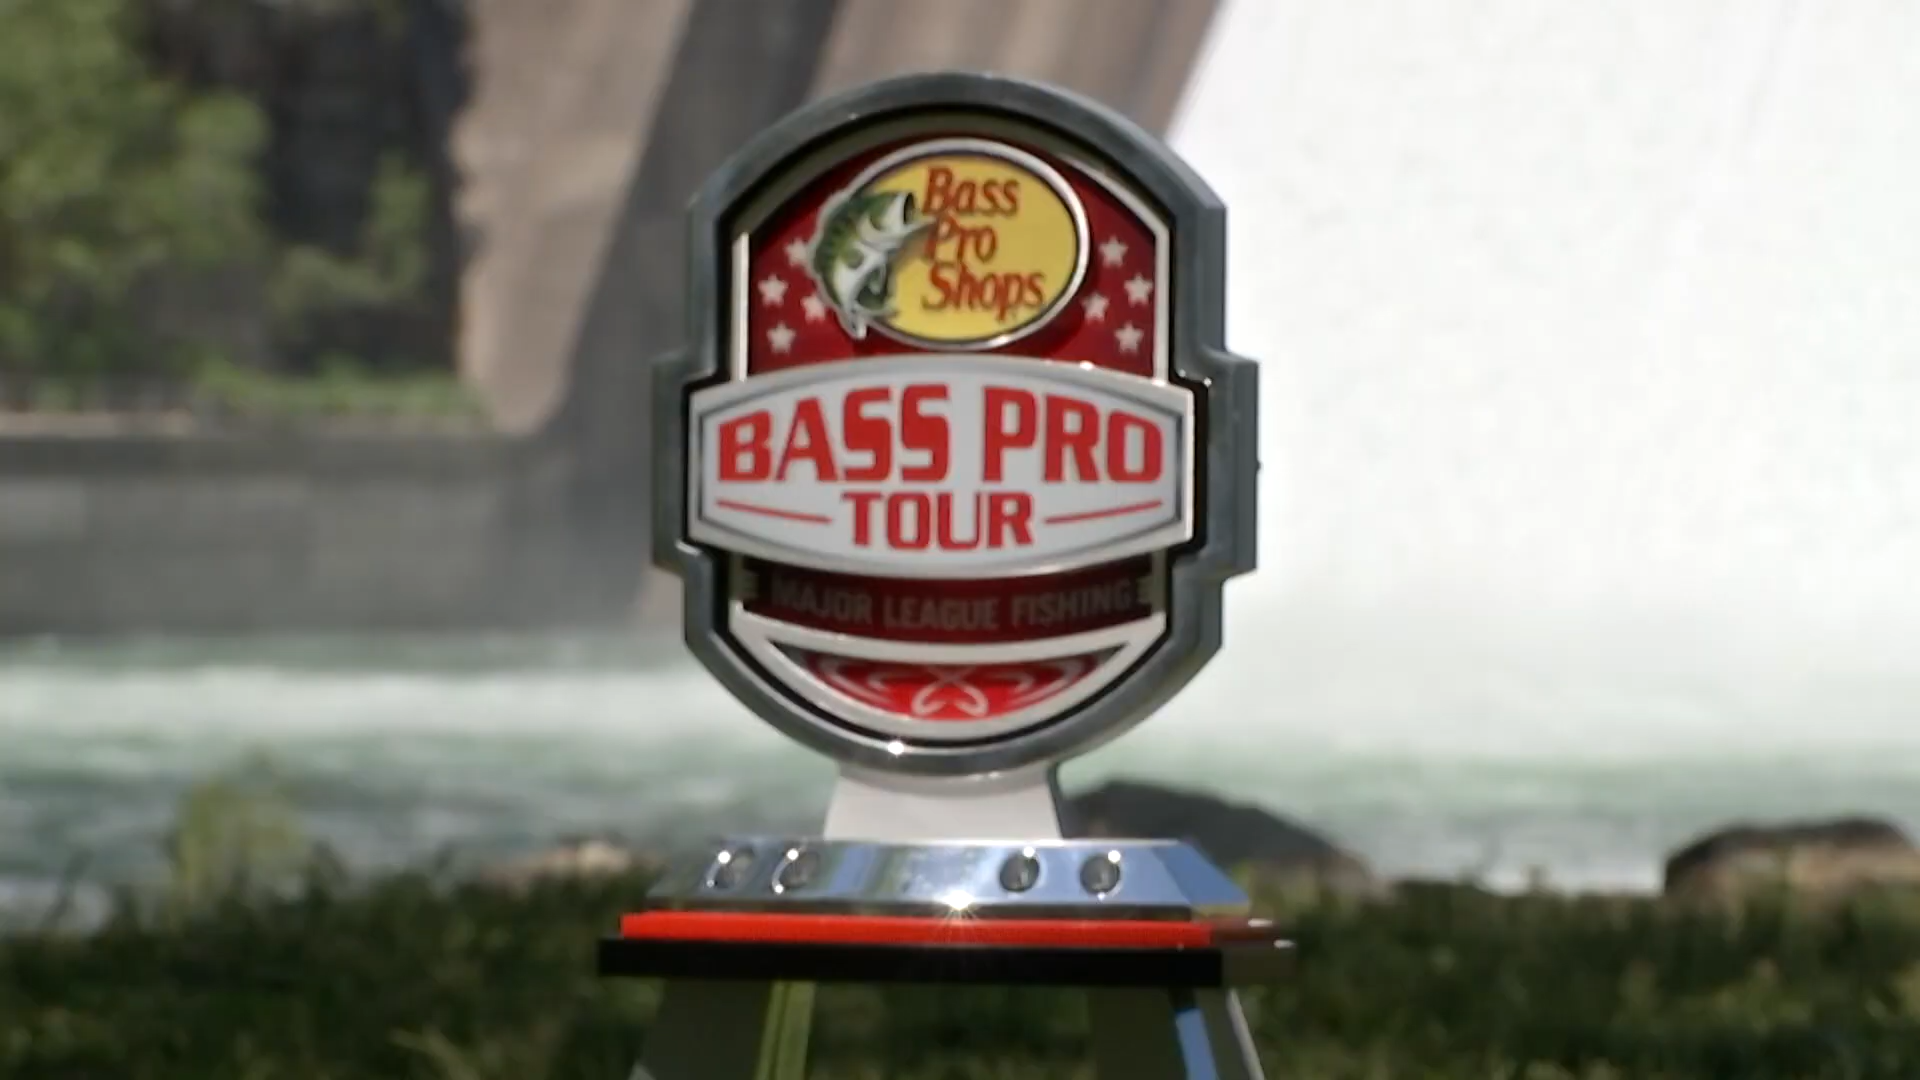 Bass
Pro
Shops
BASS PRO
TOUR
MAJOR LEAGUE FISHING